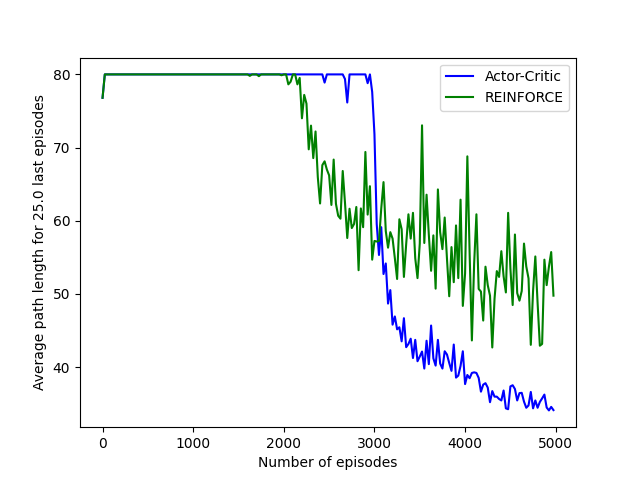 Actor-Critic
REINFORCE
80
70
60
50
40
Average path length for 25.0 last episodes
0 1000 2000 3000 4000 5000
Number of episodes